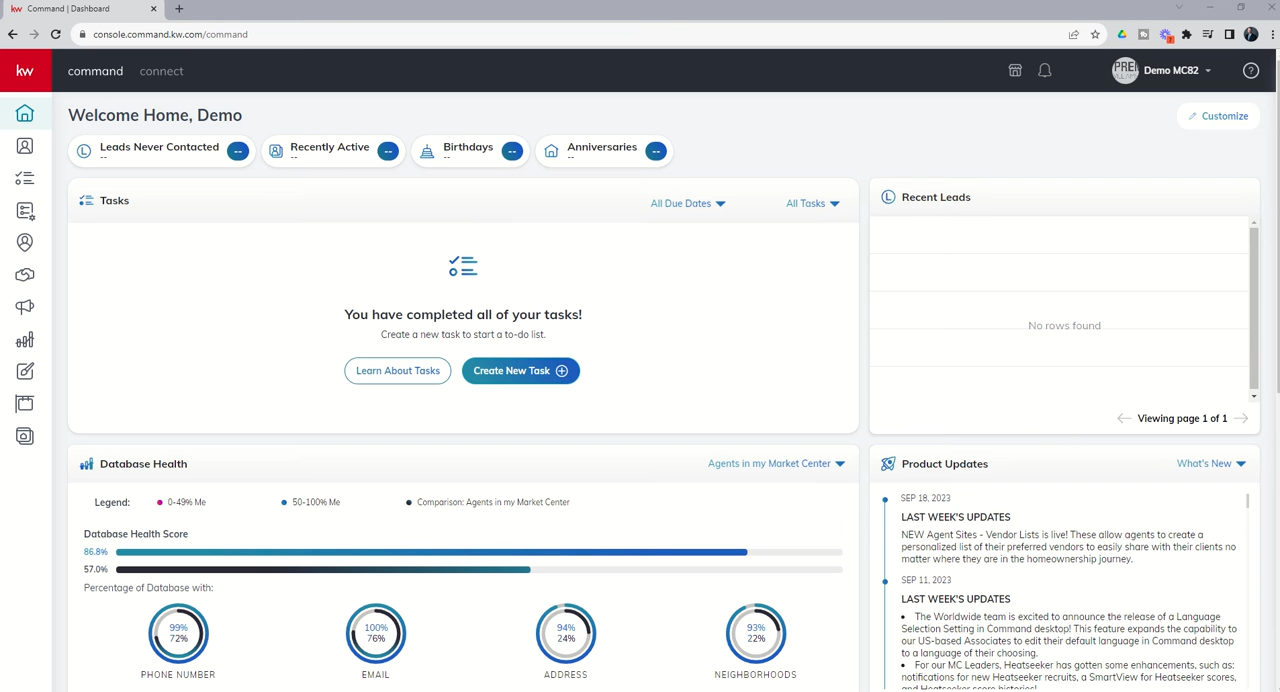 kw Command | Dashboard
console.command.kw.com/command
kw command connect
Demo MC82
Welcome Home, Demo
Customize
Leads Never Contacted -- --
Recently Active -- --
Birthdays -- --
Anniversaries -- --
Tasks
All Due Dates
All Tasks
You have completed all of your tasks!
Create a new task to start a to-do list.
Learn About Tasks
Create New Task
Recent Leads
No rows found
Viewing page 1 of 1
Database Health
Agents in my Market Center
Legend: 0-49% Me 50-100% Me Comparison: Agents in my Market Center
Database Health Score
86.8%
57.0%
Percentage of Database with:
99% 100% 94% 93%
72% 76% 24% 22%
PHONE NUMBER EMAIL ADDRESS NEIGHBORHOODS
Product Updates
What's New
SEP 18, 2023
LAST WEEK'S UPDATES
NEW Agent Sites - Vendor Lists is live! These allow agents to create a
personalized list of their preferred vendors to easily share with their clients no
matter where they are in the homeownership journey.
SEP 11, 2023
LAST WEEK'S UPDATES
• The Worldwide team is excited to announce the release of a Language
Selection Setting in Command desktop! This feature expands the capability to
our US-based Associates to edit their default language in Command desktop
to a language of their choosing.
• For our MC Leaders, Heatseeker has gotten some enhancements, such as:
notifications for new Heatseeker recruits, a SmartView for Heatseeker scores,
and Heatseeker score histories!